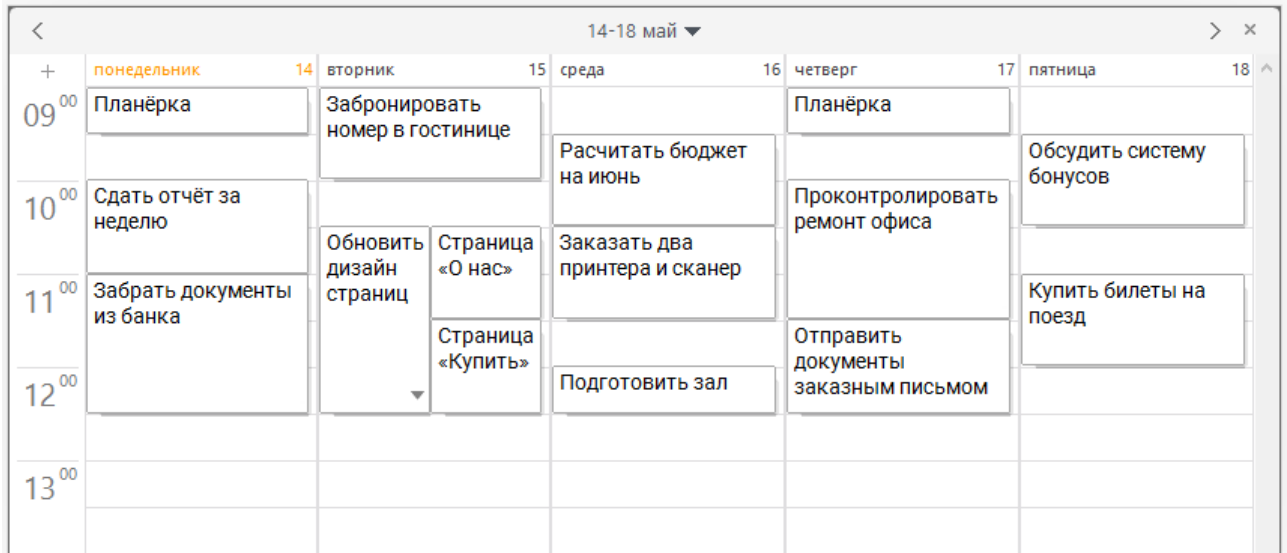 14-18 май
понедельник 14
вторник 15
среда 16
четверг 17
пятница 18
09 00
10 00
11 00
12 00
13 00
Планёрка
Сдать отчёт за
неделю
Забрать документы
из банка
Забронировать
номер в гостинице
Обновить
дизайн
страниц
Страница
«О нас»
Страница
«Купить»
Расчитать бюджет
на июнь
Заказать два
принтера и сканер
Подготовить зал
Планёрка
Проконтролировать
ремонт офиса
Отправить
документы
заказным письмом
Обсудить систему
бонусов
Купить билеты на
поезд